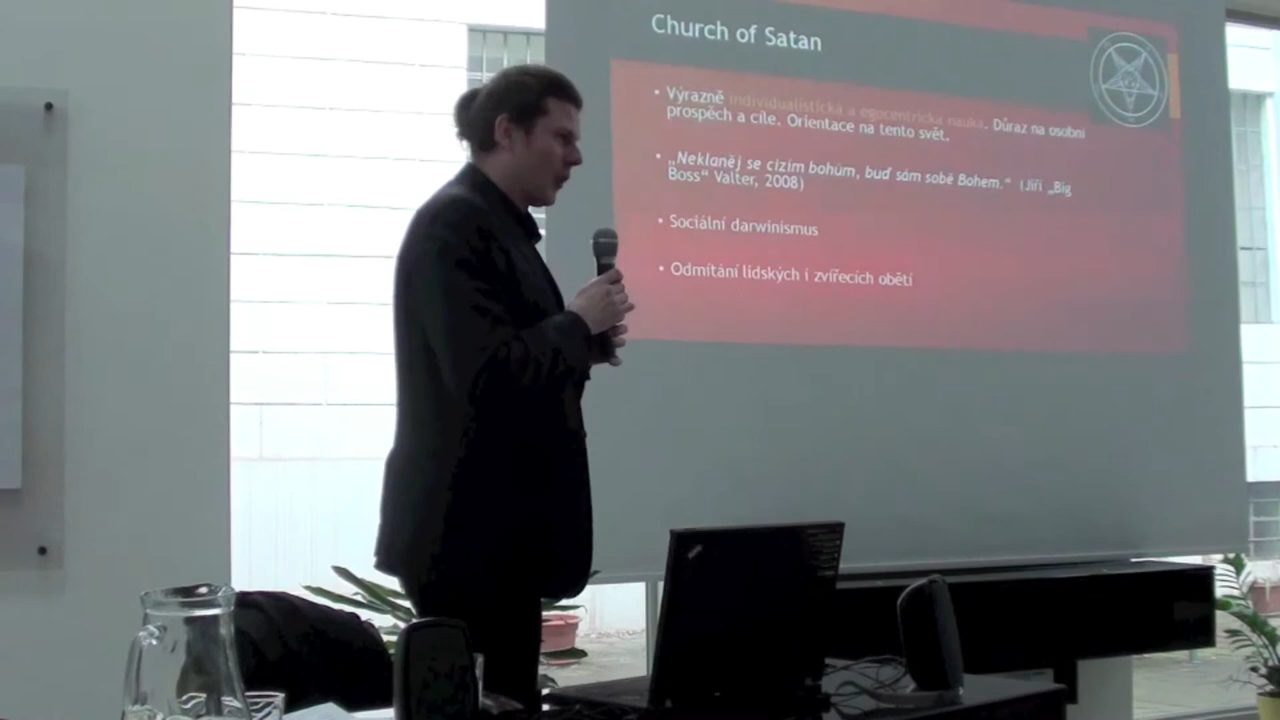 Church of Satan
• Výrazně individualistická a egocentrická nauka. Důraz na osobní
prospěch a cíle. Orientace na tento svět.
• „Neklaněj se cizím bohům, buď sám sobě Bohem.“ (Jiří „Big
Boss“ Valter, 2008)
• Sociální darwinismus
• Odmítání lidských i zvířecích obětí